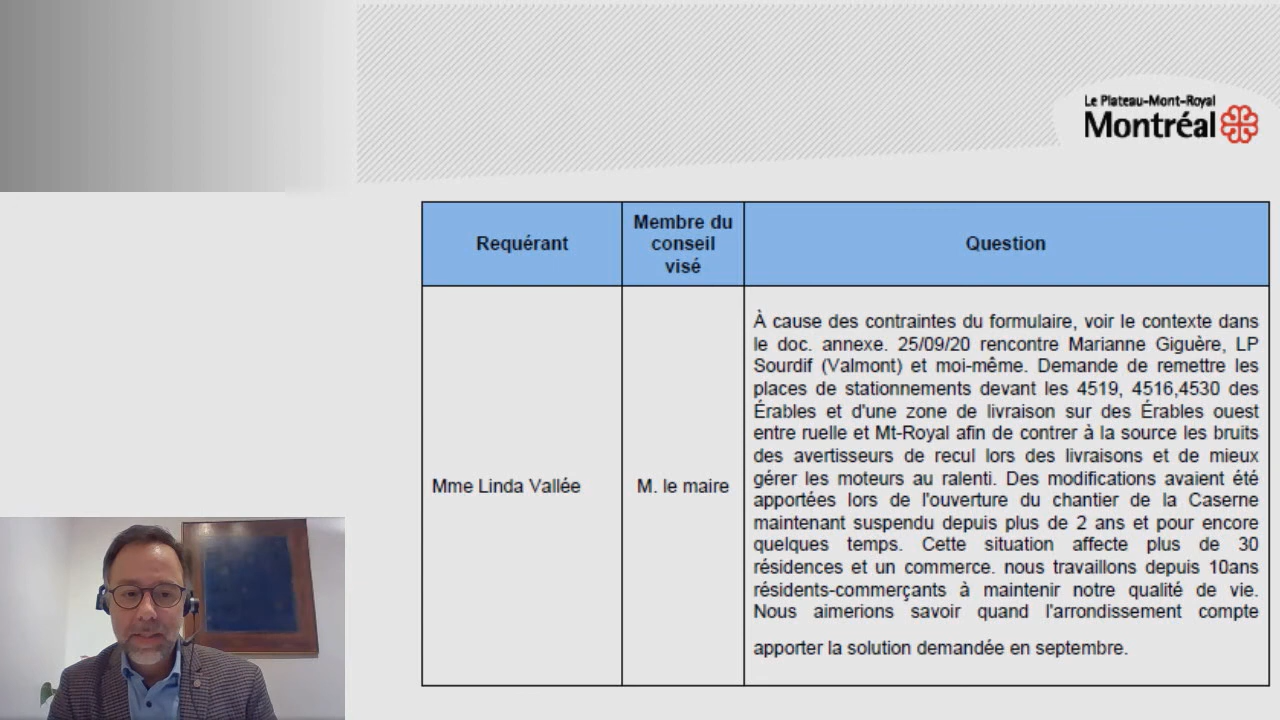 Le Plateau-Mont-Royal
Montréal
Requérant
Membre du
conseil
visé
Question
Mme Linda Vallée
M. le maire
À cause des contraintes du formulaire, voir le contexte dans
le doc. annexe. 25/09/20 rencontre Marianne Giguère, LP
Sourdif (Valmont) et moi-même. Demande de remettre les
places de stationnements devant les 4519, 4516,4530 des
Érables et d'une zone de livraison sur des Érables ouest
entre ruelle et Mt-Royal afin de contrer à la source les bruits
des avertisseurs de recul lors des livraisons et de mieux
gérer les moteurs au ralenti. Des modifications avaient été
apportées lors de l'ouverture du chantier de la Caserne
maintenant suspendu depuis plus de 2 ans et pour encore
quelques temps. Cette situation affecte plus de 30
résidences et un commerce. nous travaillons depuis 10ans
résidents-commerçants à maintenir notre qualité de vie.
Nous aimerions savoir quand l'arrondissement compte
apporter la solution demandée en septembre.